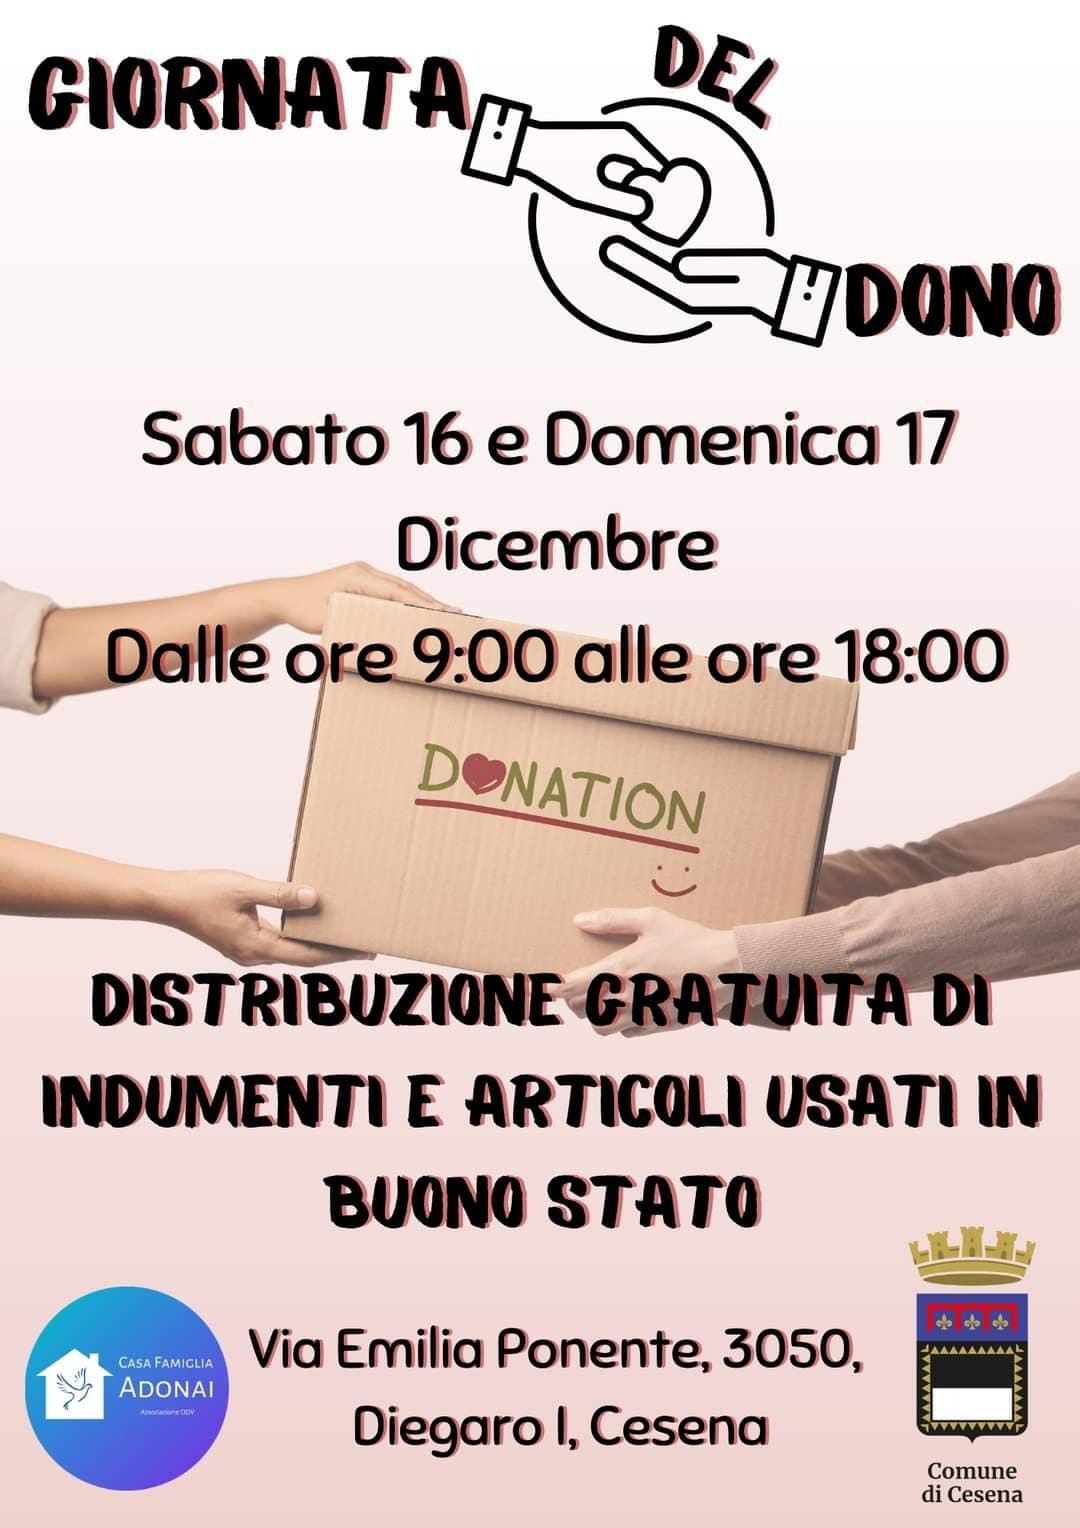 GIORNATA DEL DONO
Sabato 16 e Domenica 17
Dicembre
Dalle ore 9:00 alle ore 18:00
DONATION
DISTRIBUZIONE GRATUITA DI
INDUMENTI E ARTICOLI USATI IN
BUONO STATO
CASA FAMIGLIA
ADONAI
Associazione ODV
Via Emilia Ponente, 3050,
Diegaro I, Cesena
Comune
di Cesena